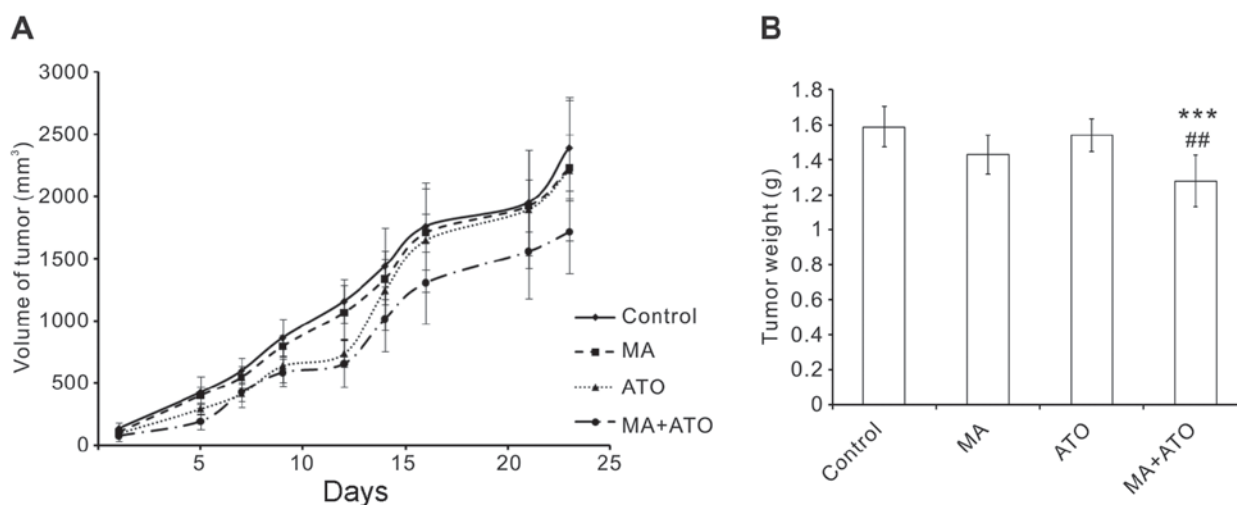 A
Volume of tumor (mm³)
3000
2500
2000
1500
1000
500
0
5
10
15
20
25
Days
Control
MA
ATO
MA+ATO
B
Tumor weight (g)
1.8
1.6
1.4
1.2
1
0.8
0.6
0.4
0.2
0
***
##
Control
MA
ATO
MA+ATO